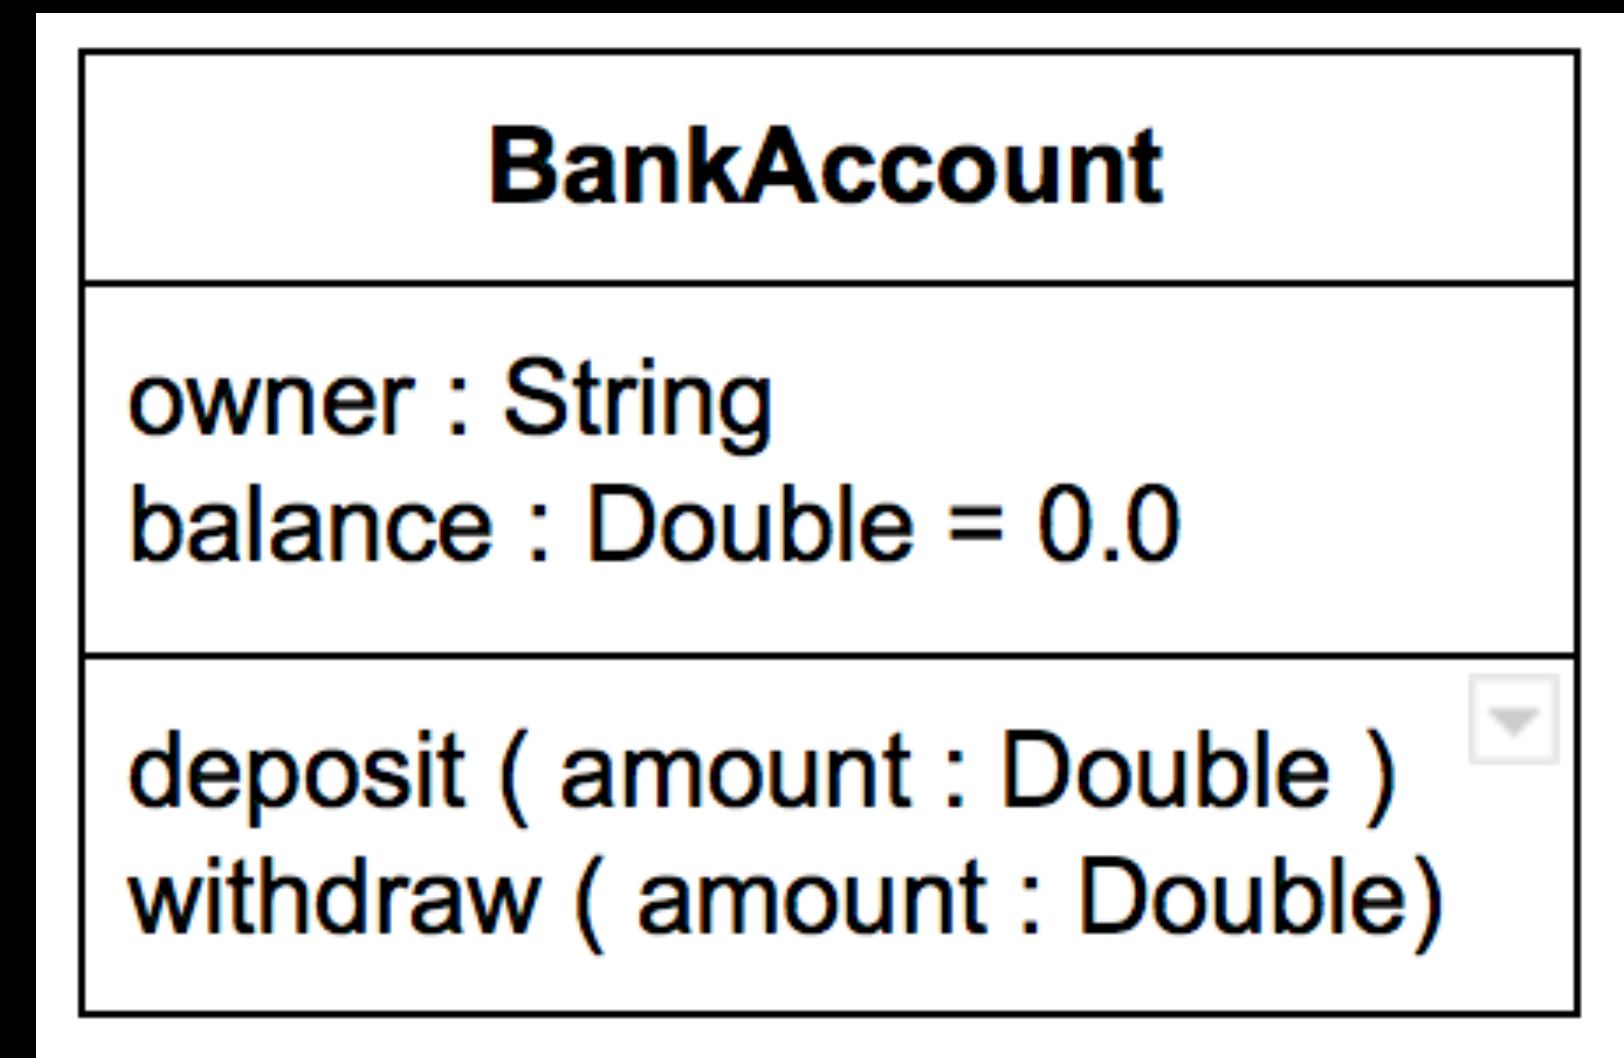 BankAccount
owner : String
balance : Double = 0.0
deposit ( amount : Double )
withdraw ( amount : Double)